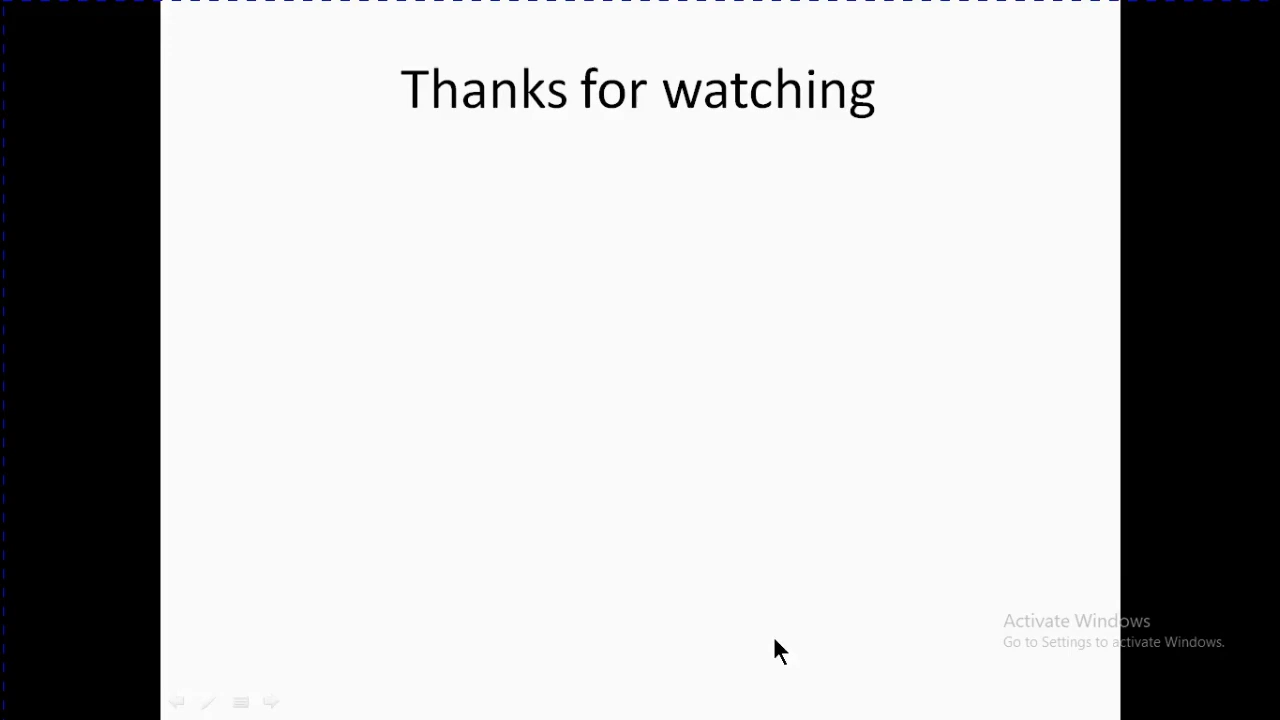 Thanks for watching
Activate Windows
Go to Settings to activate Windows.